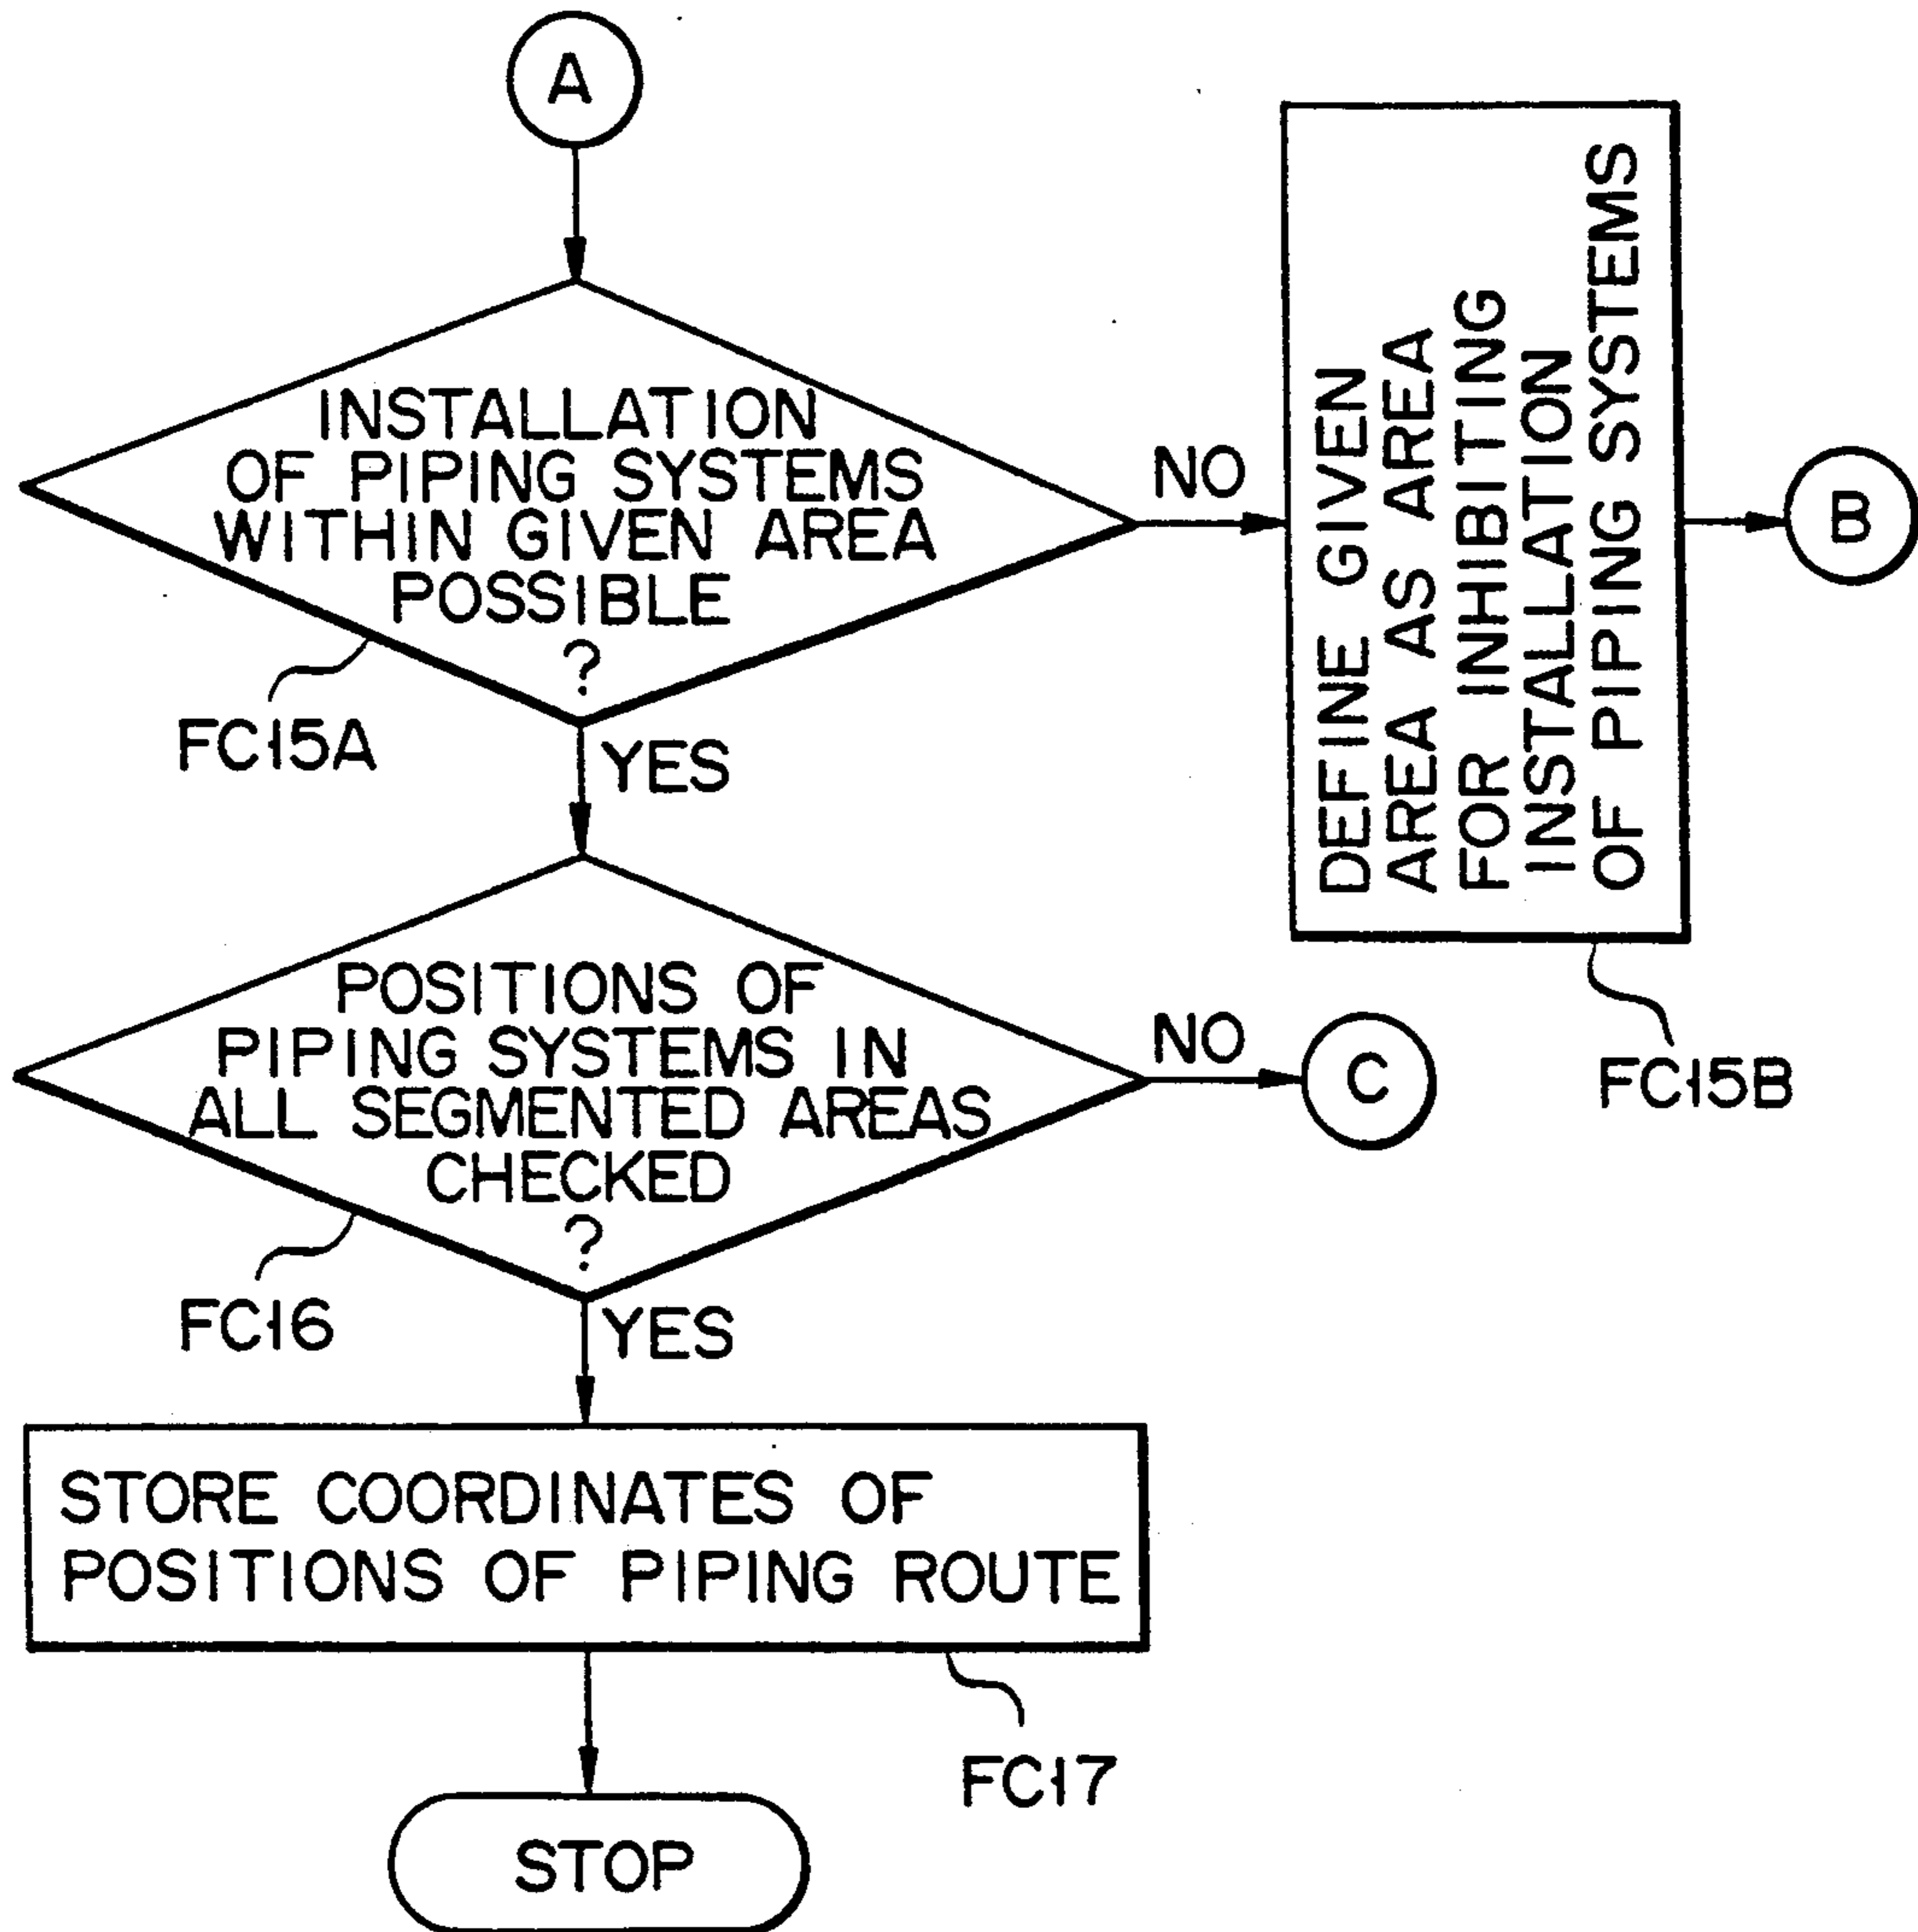 A
INSTALLATION
OF PIPING SYSTEMS
WITHIN GIVEN AREA
POSSIBLE
?
NO
DEFINE GIVEN
AREA AS AREA
FOR INHIBITING
INSTALLATION
OF PIPING SYSTEMS
B
FC15A
YES
POSITIONS OF
PIPING SYSTEMS IN
ALL SEGMENTED AREAS
CHECKED
?
NO
C
FC15B
FC16
YES
STORE COORDINATES OF
POSITIONS OF PIPING ROUTE
FC17
STOP